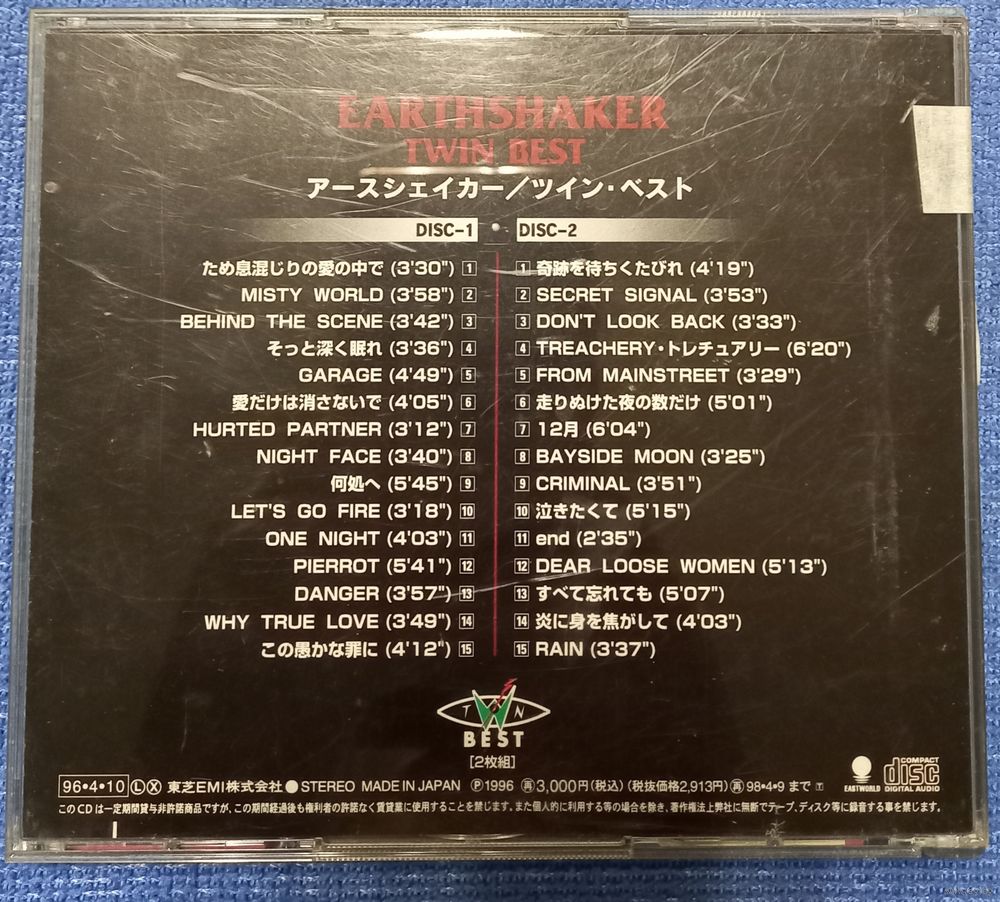 EARTHSHAKER
TWIN BEST
アースシェイカー/ツイン・ベスト
DISC-1
ため息混じりの愛の中で (3'30") 1
MISTY WORLD (3'58") 2
BEHIND THE SCENE (3'42") 3
そっと深く眠れ (3'36") 4
GARAGE (4'49") 5
愛だけは消さないで (4'05") 6
HURTED PARTNER (3'12") 7
NIGHT FACE (3'40") 8
何処へ (5'45") 9
LET'S GO FIRE (3'18") 10
ONE NIGHT (4'03") 11
PIERROT (5'41") 12
DANGER (3'57") 13
WHY TRUE LOVE (3'49") 14
この愚かな罪に (4'12") 15
DISC-2
1 奇跡を待ちくたびれ (4'19")
2 SECRET SIGNAL (3'53")
3 DON'T LOOK BACK (3'33")
4 TREACHERY・トレチュアリー (6'20")
5 FROM MAINSTREET (3'29")
6 走りぬけた夜の数だけ (5'01")
7 12月 (6'04")
8 BAYSIDE MOON (3'25")
9 CRIMINAL (3'51")
10 泣きたくて (5'15")
11 end (2'35")
12 DEAR LOOSE WOMEN (5'13")
13 すべて忘れても (5'07")
14 炎に身を焦がして (4'03")
15 RAIN (3'37")
TWIN
BEST
[2枚組]
96・4・10 Ⓛ Ⓧ 東芝EMI株式会社 ● STEREO MADE IN JAPAN Ⓟ1996 ㊢3,000円(税込) (税抜価格2,913円) ㊢98・4・9 まで
EASTWORLD
COMPACT
disc
DIGITAL AUDIO
このCDは一定期間貸与非許諾商品ですが、この期間経過後も権利者の許諾なく賃貸業に使用することを禁じます。また個人的に利用する等の場合を除き、著作権法上弊社に無断でテープ、ディスク等に録音する事を禁じます。